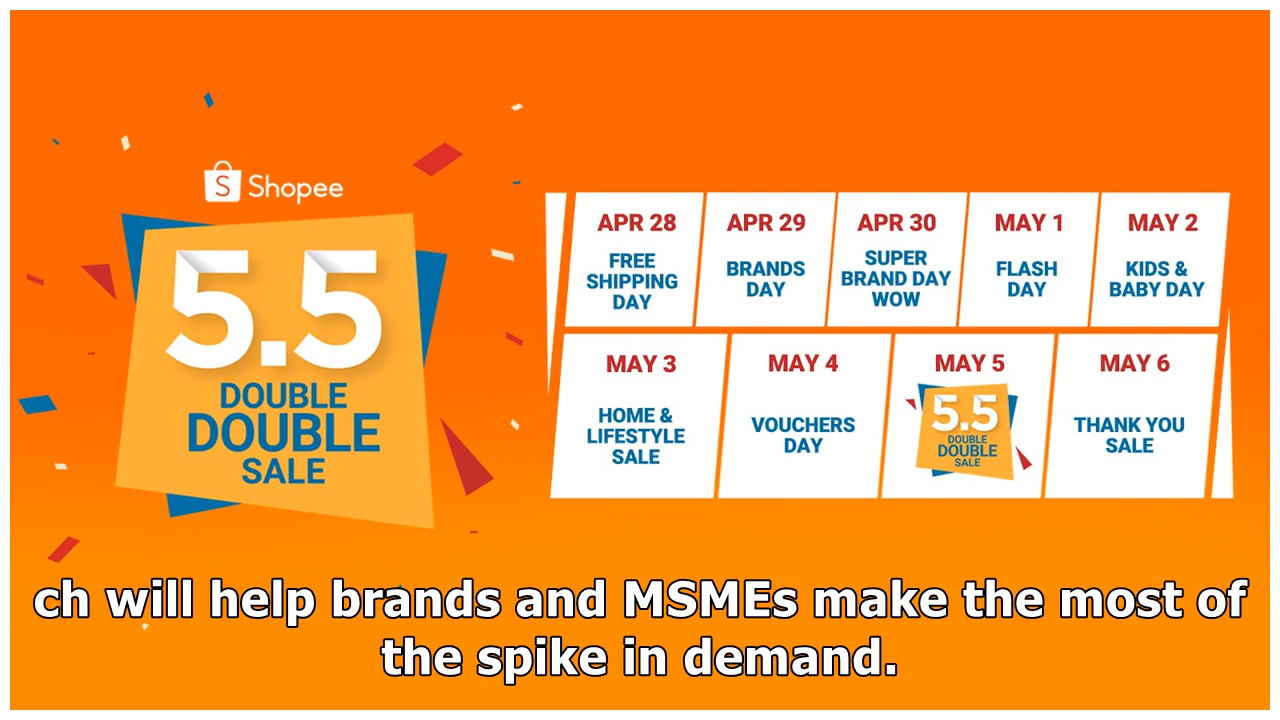 Shopee
5.5
DOUBLE
DOUBLE
SALE
APR 28
FREE
SHIPPING
DAY
APR 29
BRANDS
DAY
APR 30
SUPER
BRAND DAY
WOW
MAY 1
FLASH
DAY
MAY 2
KIDS &
BABY DAY
MAY 3
HOME &
LIFESTYLE
SALE
MAY 4
VOUCHERS
DAY
MAY 5
5.5
DOUBLE
DOUBLE
SALE
MAY 6
THANK YOU
SALE
ch will help brands and MSMEs make the most of
the spike in demand.